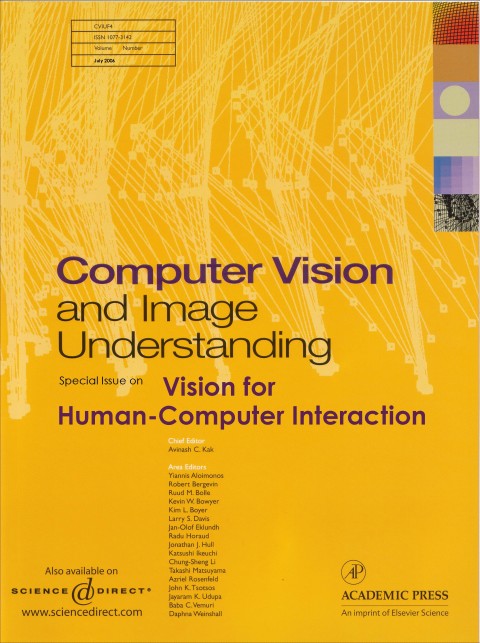 CVIUF4
ISSN 1077-3142
Volume Number
July 2006
Computer Vision
and Image
Understanding
Special Issue on Vision for
Human-Computer Interaction
Chief Editor
Avinash C. Kak
Area Editors
Yiannis Aloimonos
Robert Bergevin
Ruud M. Bolle
Kevin W. Bowyer
Kim L. Boyer
Larry S. Davis
Jan-Olof Eklundh
Radu Horaud
Jonathan J. Hull
Katsushi Ikeuchi
Chung-Sheng Li
Takashi Matsuyama
Azriel Rosenfeld
John K. Tsotsos
Jayaram K. Udupa
Baba C. Vemuri
Daphna Weinshall
Also available on
SCIENCE DIRECT®
www.sciencedirect.com
AP
ACADEMIC PRESS
An imprint of Elsevier Science